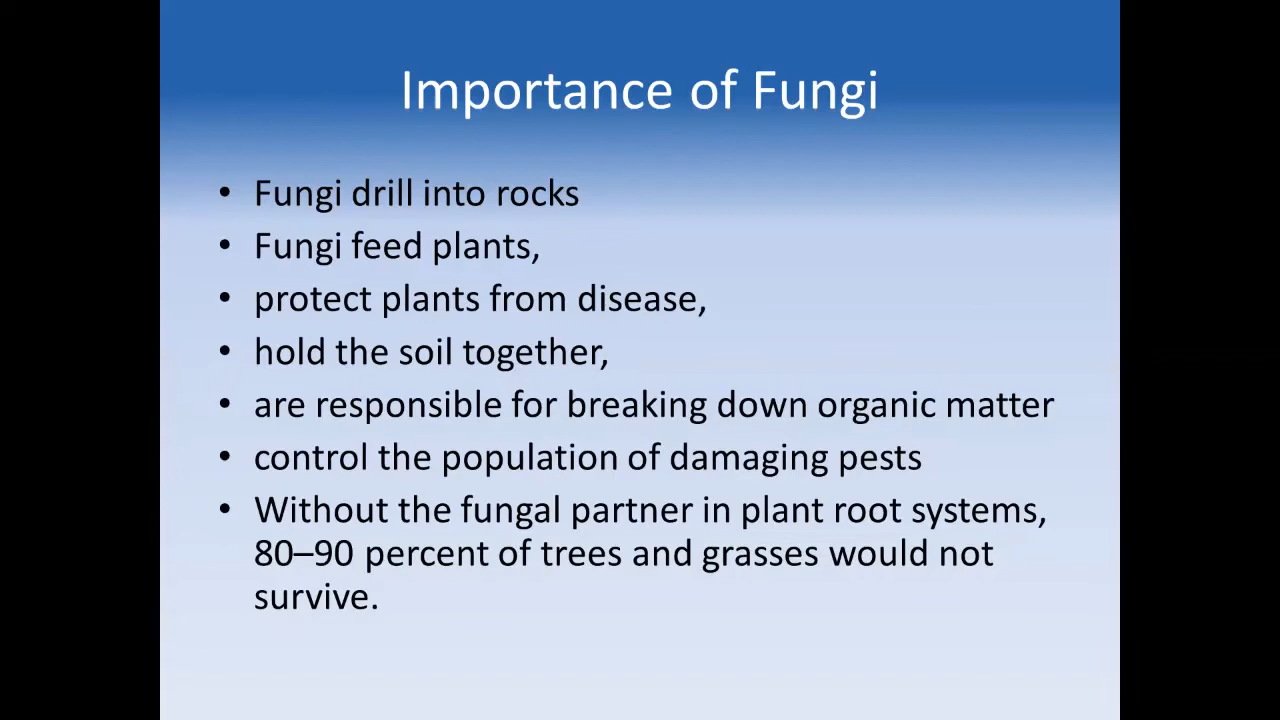 Importance of Fungi
• Fungi drill into rocks
• Fungi feed plants,
• protect plants from disease,
• hold the soil together,
• are responsible for breaking down organic matter
• control the population of damaging pests
• Without the fungal partner in plant root systems,
80–90 percent of trees and grasses would not
survive.